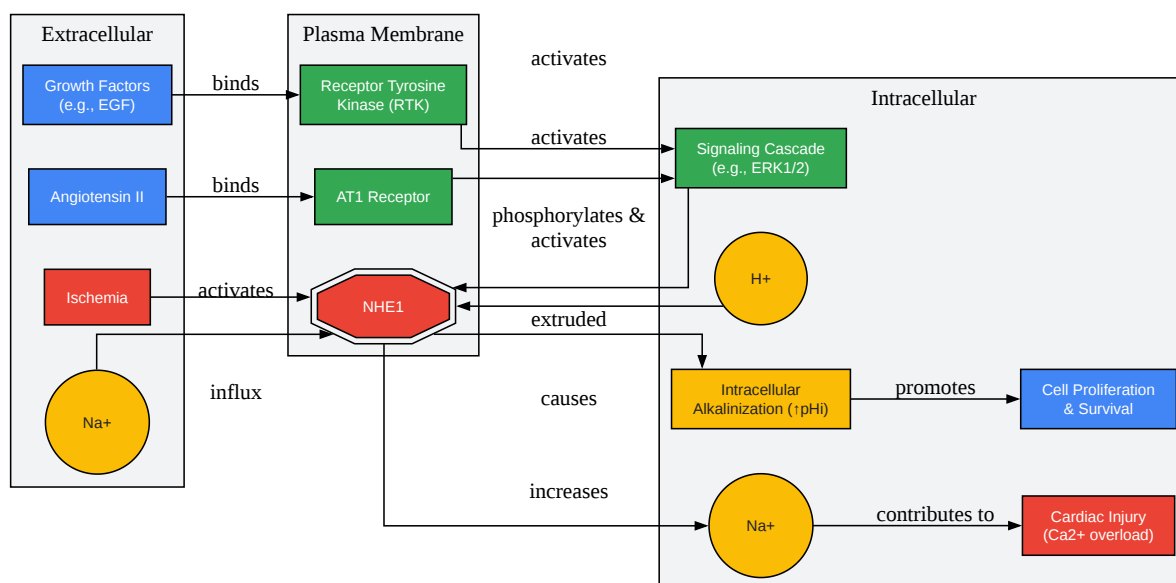 Extracellular
Plasma Membrane
activates
Intracellular
Growth Factors
(e.g., EGF)
binds
Receptor Tyrosine
Kinase (RTK)
activates
Signaling Cascade
(e.g., ERK1/2)
Angiotensin II
binds
AT1 Receptor
phosphorylates &
activates
H+
Ischemia
activates
NHE1
extruded
influx
causes
Intracellular
Alkalinization (↑pHi)
promotes
Cell Proliferation
& Survival
Na+
increases
Na+
contributes to
Cardiac Injury
(Ca2+ overload)